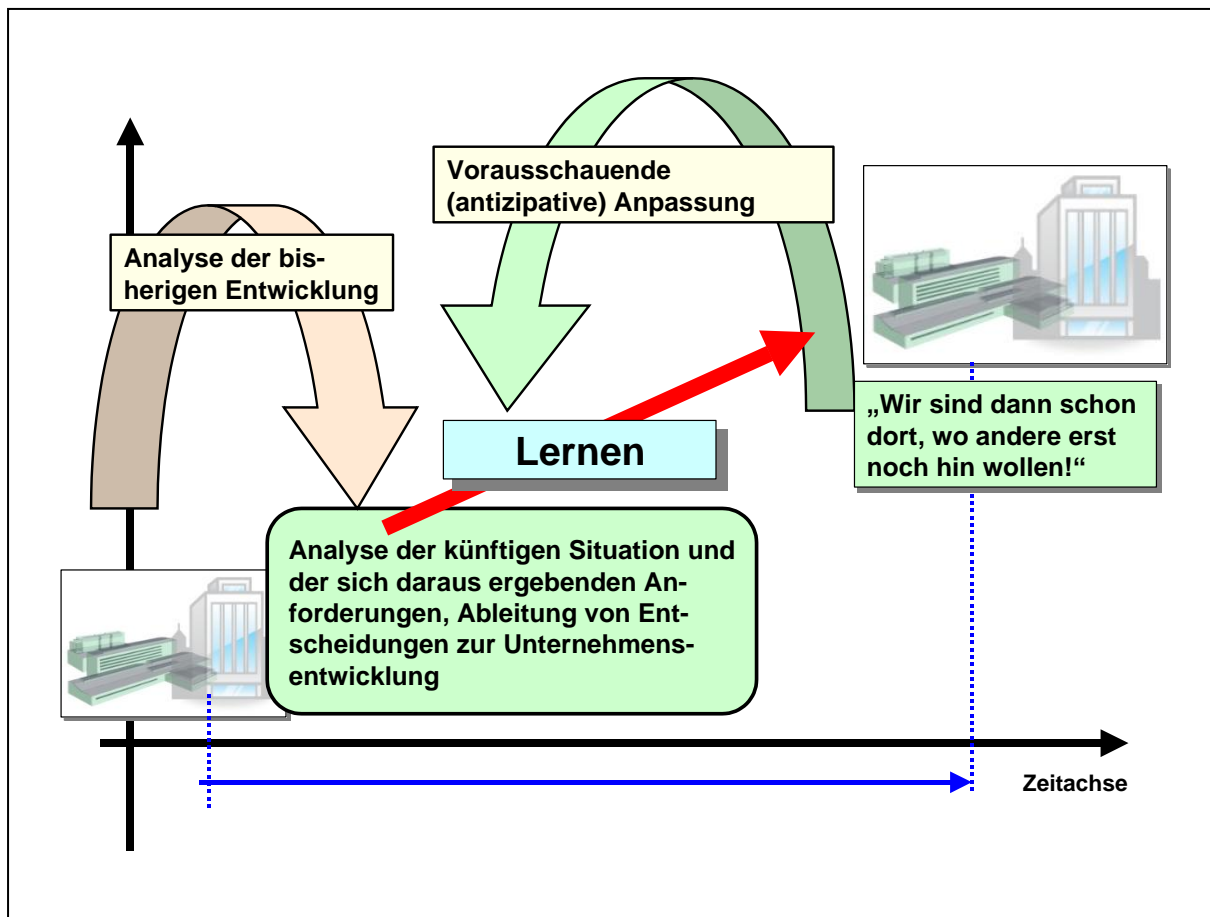 Vorausschauende
(antizipative) Anpassung
Analyse der bis-
herigen Entwicklung
„Wir sind dann schon
dort, wo andere erst
noch hin wollen!“
Lernen
Analyse der künftigen Situation und
der sich daraus ergebenden An-
forderungen, Ableitung von Ent-
scheidungen zur Unternehmens-
entwicklung
Zeitachse